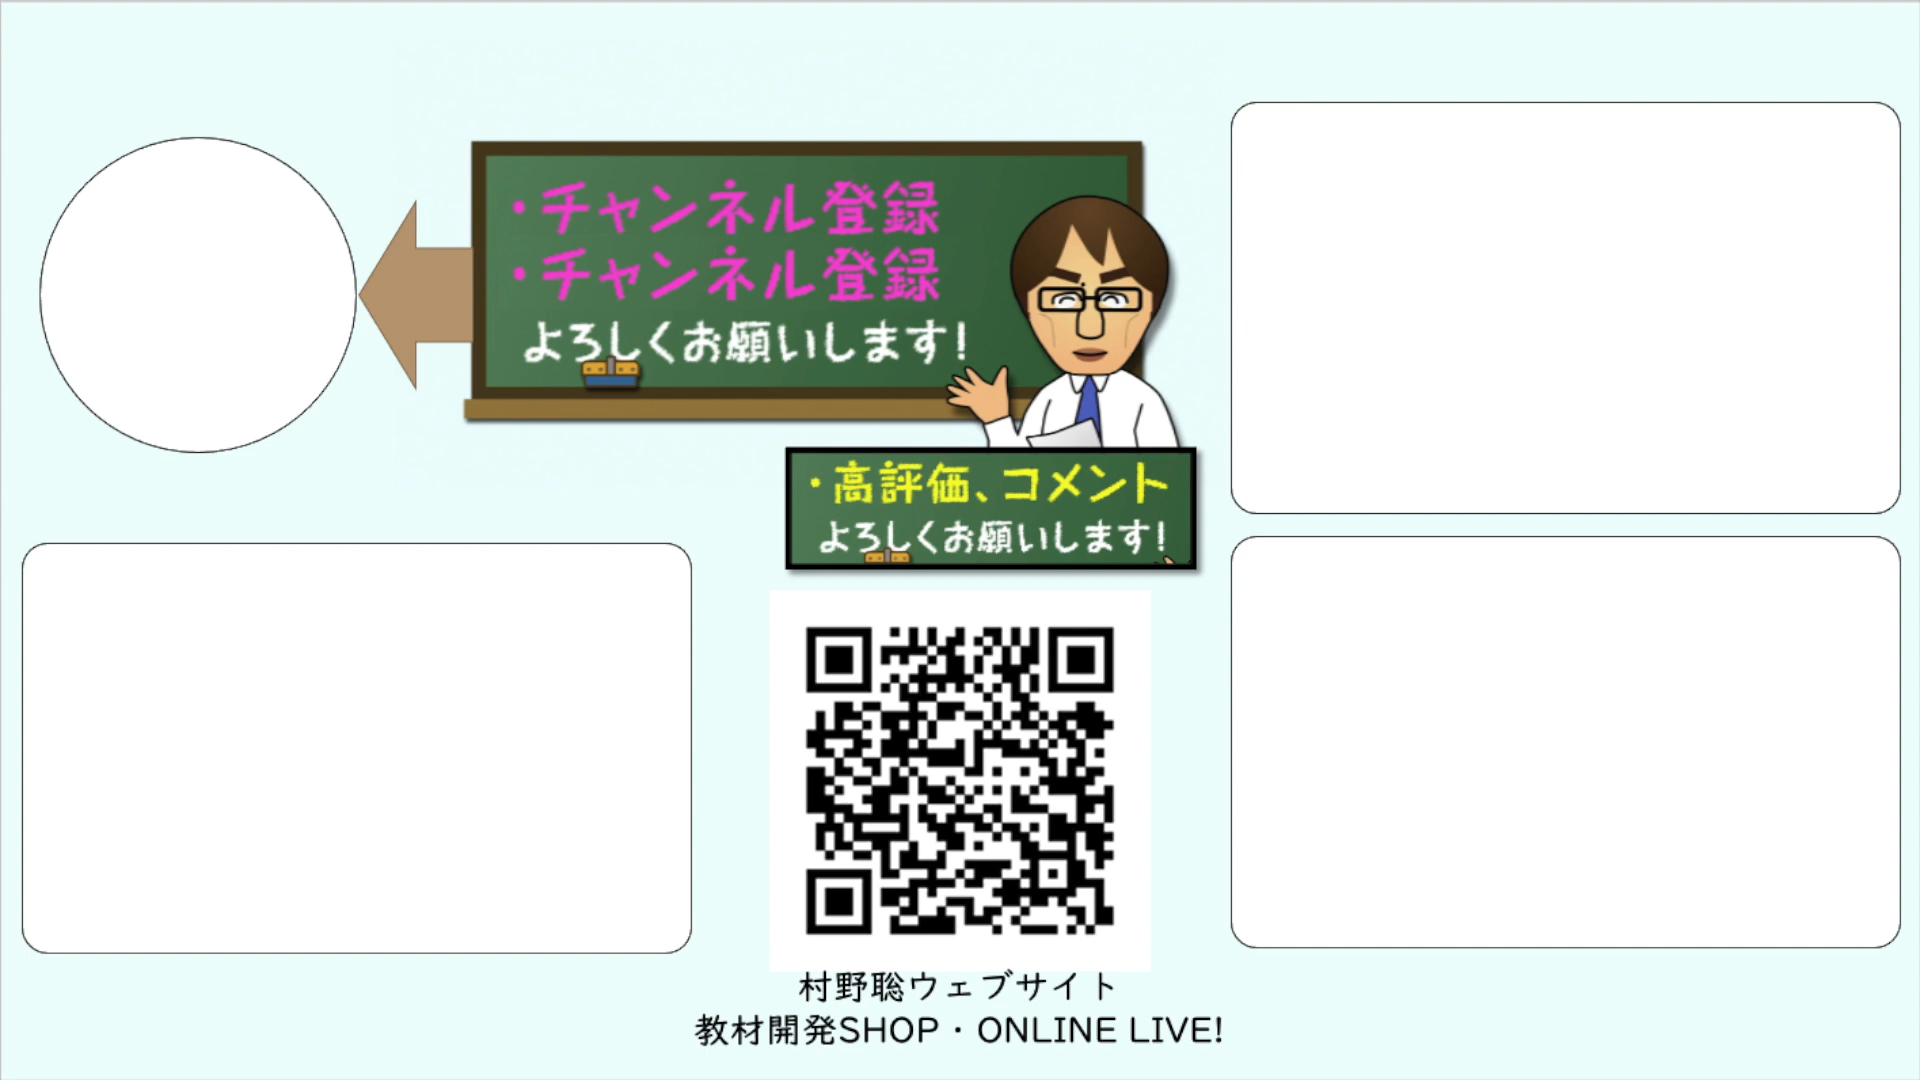 ・チャンネル登録
・チャンネル登録
よろしくお願いします!
・高評価、コメント
よろしくお願いします!
村野聡ウェブサイト
教材開発SHOP・ONLINE LIVE!